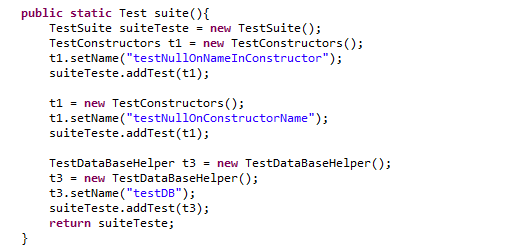 public static Test suite(){
TestSuite suiteTeste = new TestSuite();
TestConstructors t1 = new TestConstructors();
t1.setName("testNullOnNameInConstructor");
suiteTeste.addTest(t1);
t1 = new TestConstructors();
t1.setName("testNullOnConstructorName");
suiteTeste.addTest(t1);
TestDataBaseHelper t3 = new TestDataBaseHelper();
t3 = new TestDataBaseHelper();
t3.setName("testDB");
suiteTeste.addTest(t3);
return suiteTeste;
}